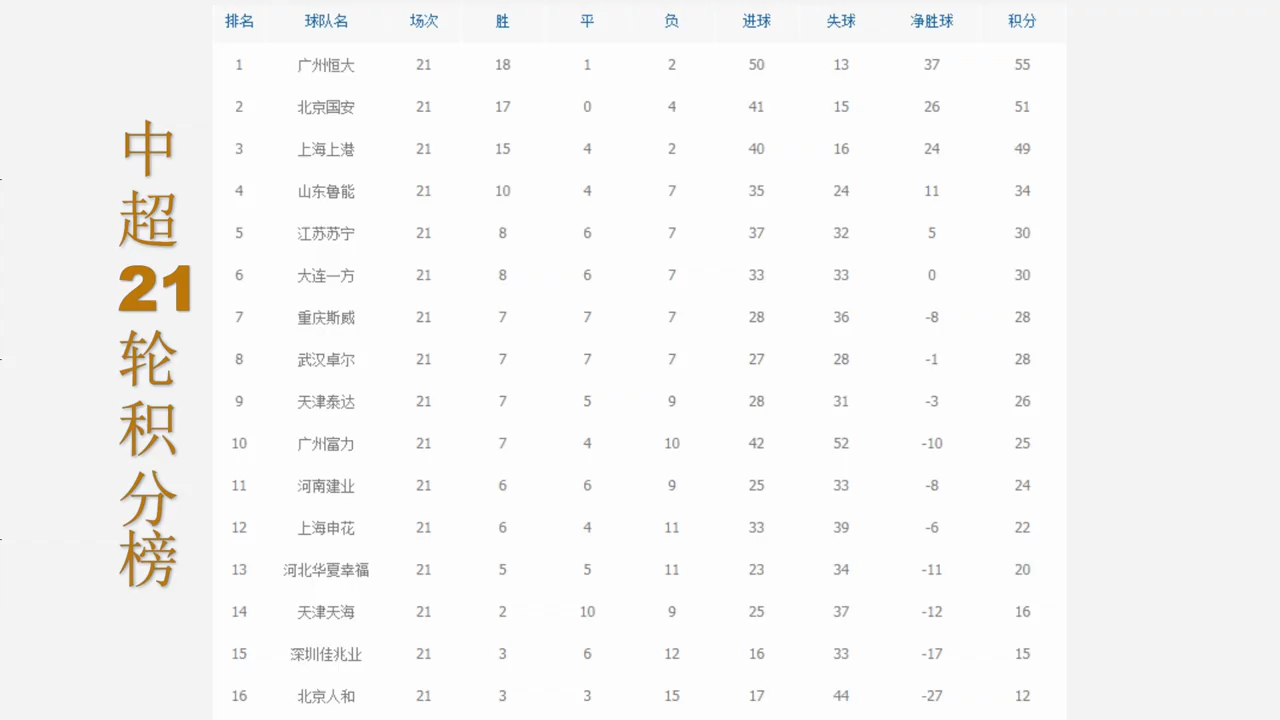 中超21轮积分榜
排名 球队名 场次 胜 平 负 进球 失球 净胜球 积分
1 广州恒大 21 18 1 2 50 13 37 55
2 北京国安 21 17 0 4 41 15 26 51
3 上海上港 21 15 4 2 40 16 24 49
4 山东鲁能 21 10 4 7 35 24 11 34
5 江苏苏宁 21 8 6 7 37 32 5 30
6 大连一方 21 8 6 7 33 33 0 30
7 重庆斯威 21 7 7 7 28 36 -8 28
8 武汉卓尔 21 7 7 7 27 28 -1 28
9 天津泰达 21 7 5 9 28 31 -3 26
10 广州富力 21 7 4 10 42 52 -10 25
11 河南建业 21 6 6 9 25 33 -8 24
12 上海申花 21 6 4 11 33 39 -6 22
13 河北华夏幸福 21 5 5 11 23 34 -11 20
14 天津天海 21 2 10 9 25 37 -12 16
15 深圳佳兆业 21 3 6 12 16 33 -17 15
16 北京人和 21 3 3 15 17 44 -27 12